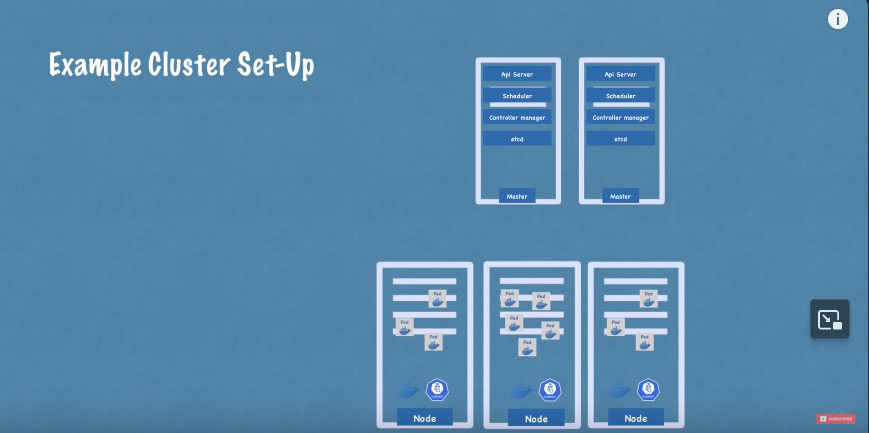 Example Cluster Set-Up
Api Server
Scheduler
Controller manager
etcd
Master
Api Server
Scheduler
Controller manager
etcd
Master
Pod
Pod
Pod
Node
Pod
Pod
Pod
Pod
Pod
Node
Pod
Pod
Pod
Node
SUBSCRIBE